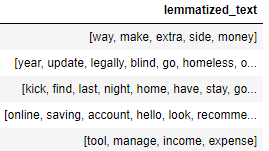 lemmatized_text
[way, make, extra, side, money]
[year, update, legally, blind, go, homeless, o...
[kick, find, last, night, home, have, stay, go...
[online, saving, account, hello, look, recomme...
[tool, manage, income, expense]